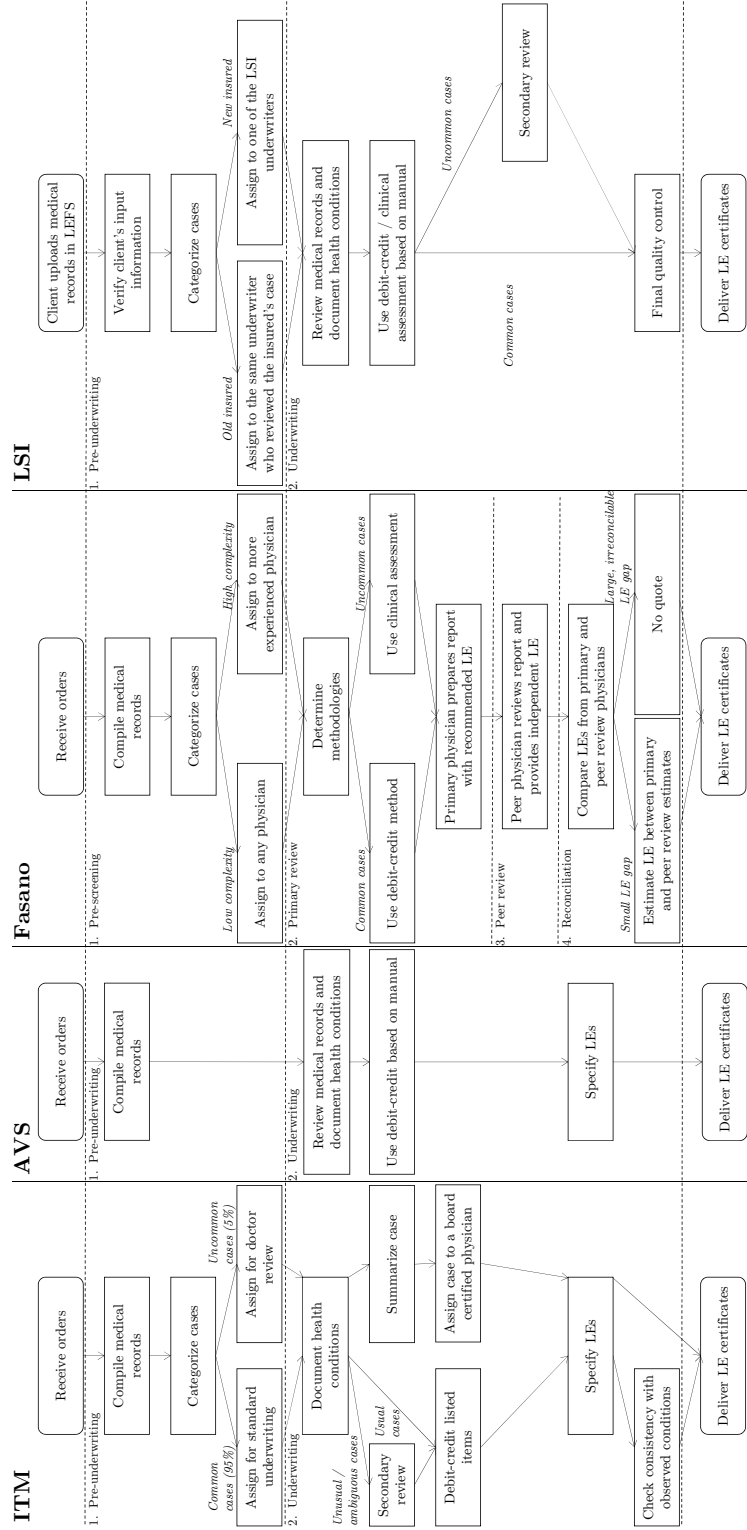 ITM
Receive orders
1. Pre-underwriting
Compile medical
records
Categorize cases
Common
cases (95%)
Uncommon
cases (5%)
Assign for standard
underwriting
Assign for doctor
review
2. Underwriting
Document health
conditions
Unusual /
ambiguous cases
Usual
cases
Secondary
review
Summarize case
Debit-credit listed
items
Assign case to a board
certified physician
Specify LEs
Check consistency with
observed conditions
Deliver LE certificates
AVS
Receive orders
1. Pre-underwriting
Compile medical
records
2. Underwriting
Review medical records and
document health conditions
Use debit-credit based on manual
Specify LEs
Deliver LE certificates
Fasano
Receive orders
1. Pre-screening
Compile medical
records
Categorize cases
Low complexity
High complexity
Assign to any physician
Assign to more
experienced physician
2. Primary review
Determine
methodologies
Common cases
Uncommon cases
Use debit-credit method
Use clinical assessment
Primary physician prepares report
with recommended LE
3. Peer review
Peer physician reviews report and
provides independent LE
4. Reconciliation
Compare LEs from primary and
peer review physicians
Small LE gap
Large, irreconcilable
LE gap
Estimate LE between primary
and peer review estimates
No quote
Deliver LE certificates
LSI
Client uploads medical
records in LEFS
1. Pre-underwriting
Verify client's input
information
Categorize cases
Old insured
New insured
Assign to the same underwriter
who reviewed the insured's case
Assign to one of the LSI
underwriters
2. Underwriting
Review medical records and
document health conditions
Use debit-credit / clinical
assessment based on manual
Common cases
Uncommon cases
Secondary review
Final quality control
Deliver LE certificates